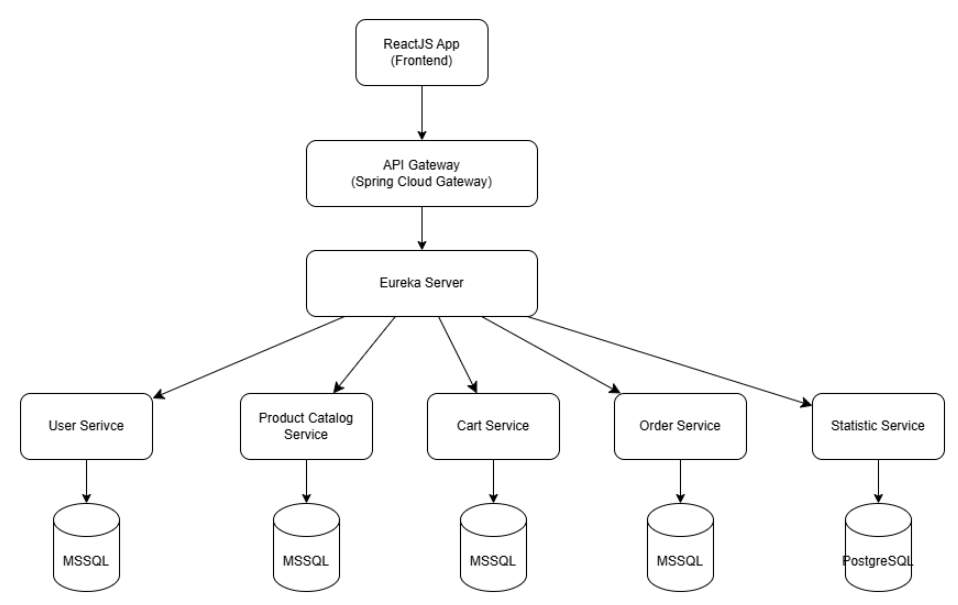 ReactJS App
(Frontend)
API Gateway
(Spring Cloud Gateway)
Eureka Server
User Serivce
Product Catalog
Service
Cart Service
Order Service
Statistic Service
MSSQL
MSSQL
MSSQL
MSSQL
PostgreSQL